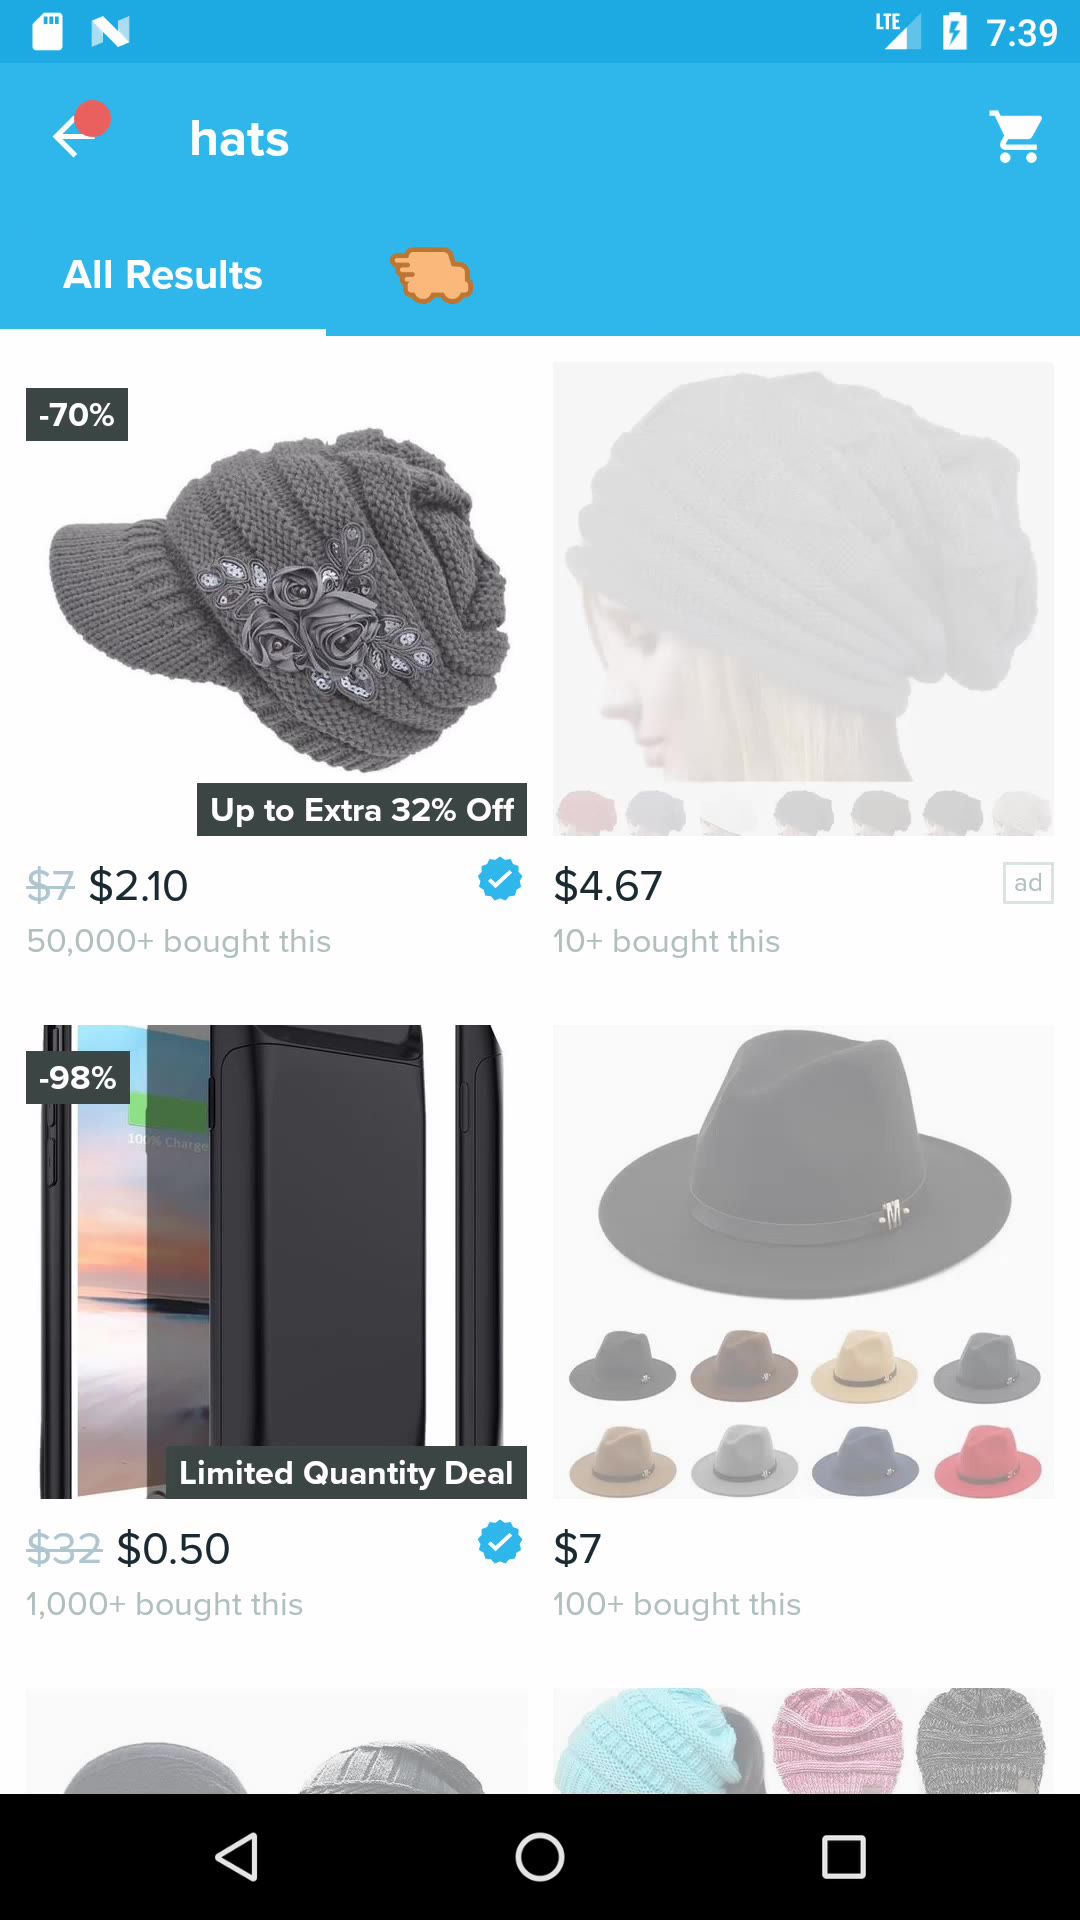 LTE 7:39
hats
All Results
-70%
Up to Extra 32% Off
$7 $2.10
50,000+ bought this
$4.67 ad
10+ bought this
-98%
100% Charge
Limited Quantity Deal
M
$32 $0.50
1,000+ bought this
$7
100+ bought this